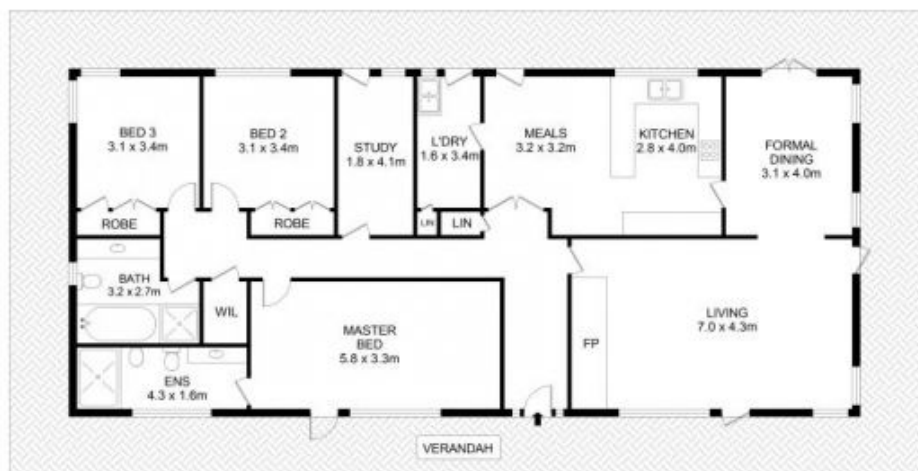 BED 3
3.1 x 3.4m
BED 2
3.1 x 3.4m
STUDY
1.8 x 4.1m
L'DRY
1.6 x 3.4m
MEALS
3.2 x 3.2m
KITCHEN
2.8 x 4.0m
FORMAL
DINING
3.1 x 4.0m
ROBE
ROBE
LIN
LIN
BATH
3.2 x 2.7m
WIL
MASTER
BED
5.8 x 3.3m
FP
LIVING
7.0 x 4.3m
ENS
4.3 x 1.6m
VERANDAH